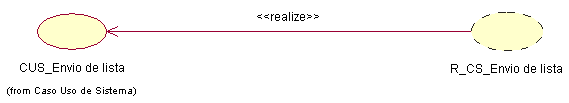 <<realize>>
CUS_Envio de lista
R_CS_Envio de lista
(from Caso Uso de Sistema)